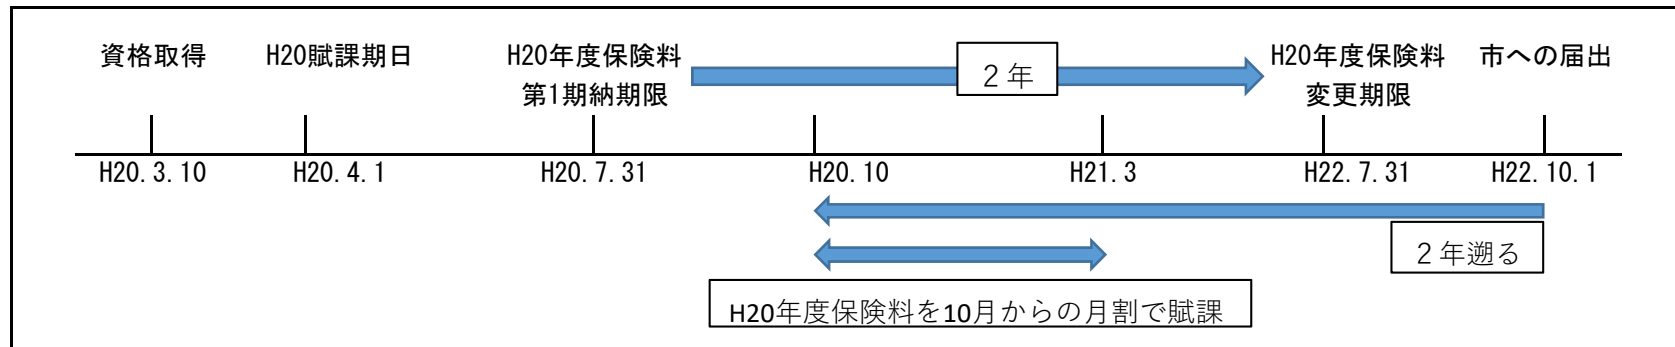 資格取得
H20賦課期日
H20年度保険料
第1期納期限
２年
H20年度保険料
変更期限
市への届出
H20.3.10
H20.4.1
H20.7.31
H20.10
H21.3
H22.7.31
H22.10.1
２年遡る
H20年度保険料を10月からの月割で賦課